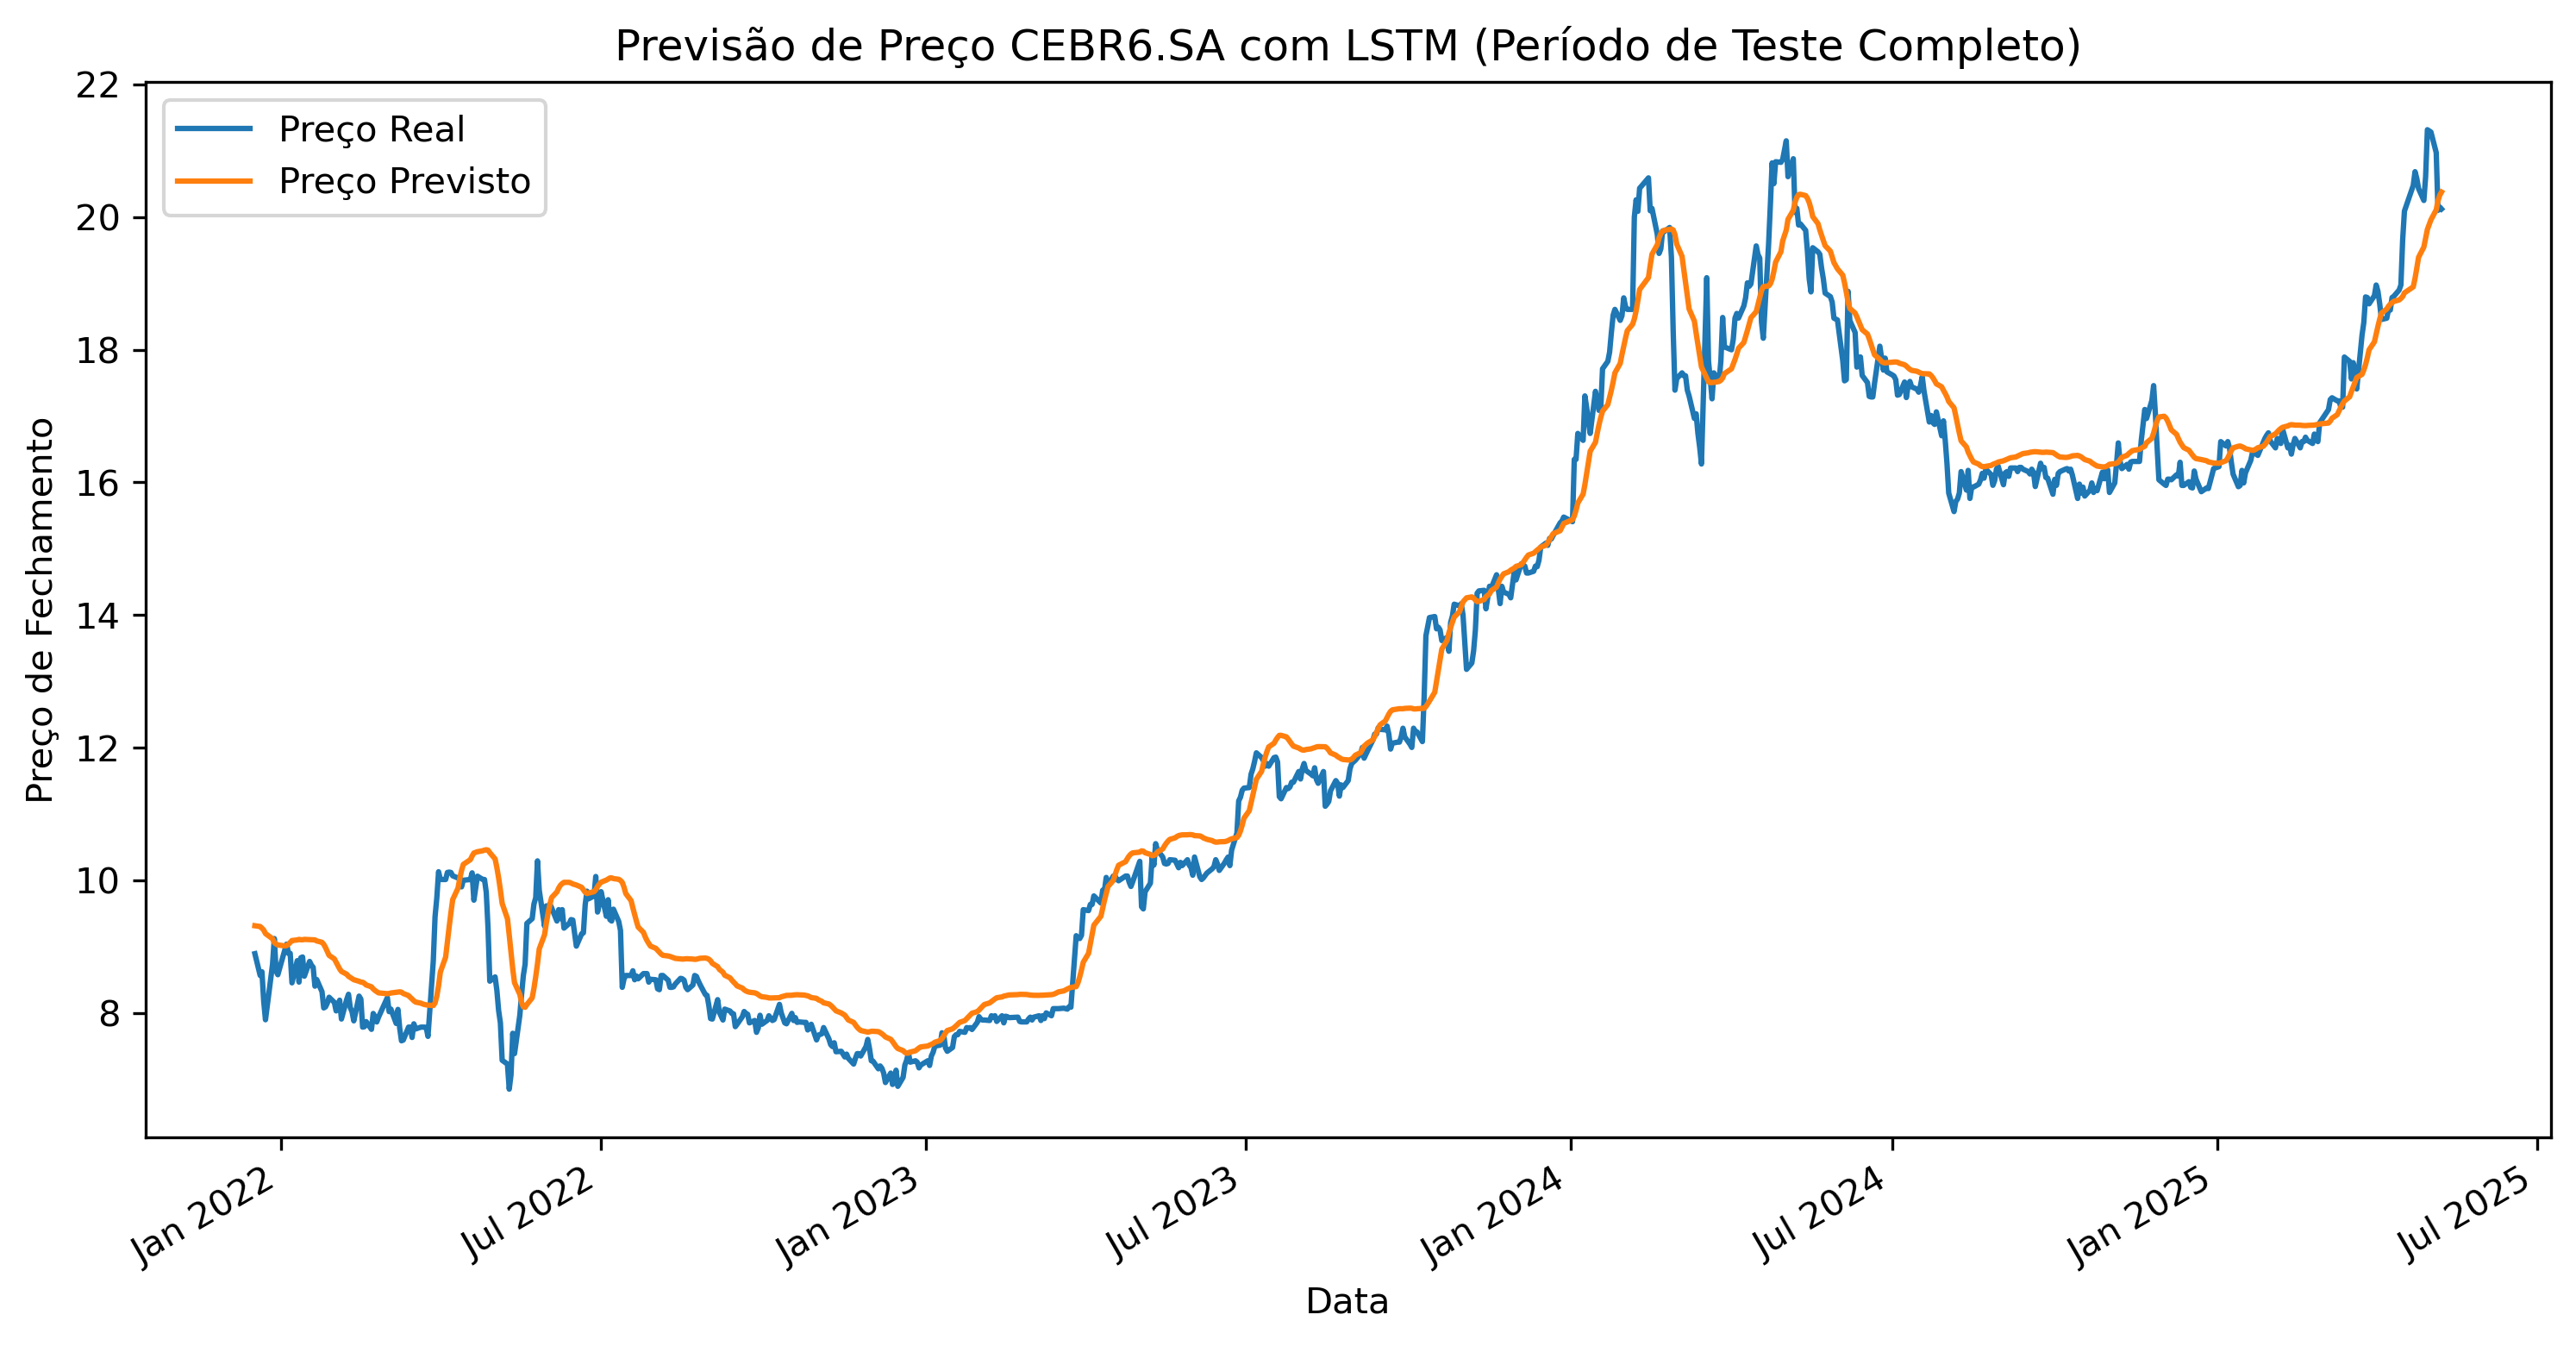 Previsão de Preço CEBR6.SA com LSTM (Período de Teste Completo)
Preço Real
Preço Previsto
Preço de Fechamento
22
20
18
16
14
12
10
8
Jan 2022
Jul 2022
Jan 2023
Jul 2023
Jan 2024
Jul 2024
Jan 2025
Jul 2025
Data